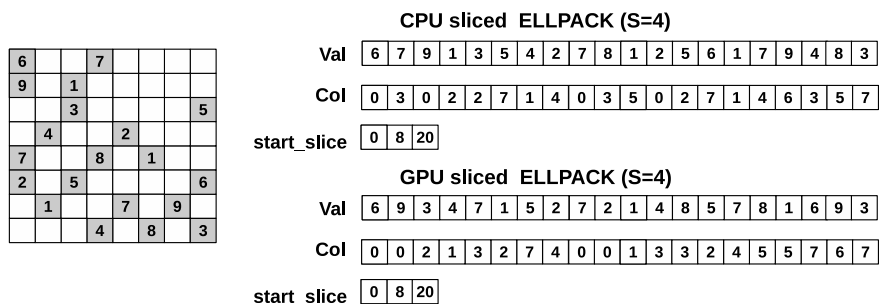 6 7
9 1
3 5
4 2
7 8 1
2 5 6
1 7 9
4 8 3
CPU sliced ELLPACK (S=4)
Val 6 7 9 1 3 5 4 2 7 8 1 2 5 6 1 7 9 4 8 3
Col 0 3 0 2 2 7 1 4 0 3 5 0 2 7 1 4 6 3 5 7
start_slice 0 8 20
GPU sliced ELLPACK (S=4)
Val 6 9 3 4 7 1 5 2 7 2 1 4 8 5 7 8 1 6 9 3
Col 0 0 2 1 3 2 7 4 0 0 1 3 3 2 4 5 5 7 6 7
start_slice 0 8 20